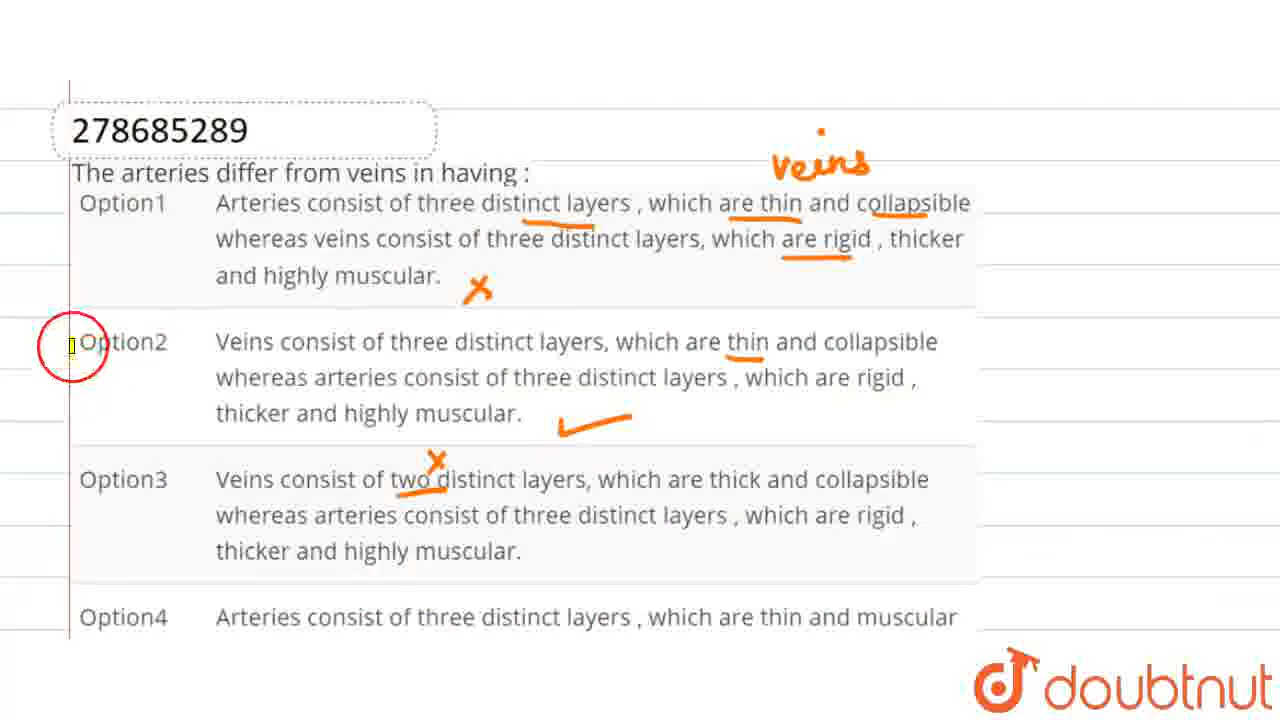 278685289
The arteries differ from veins in having :
veins
Option1 Arteries consist of three distinct layers , which are thin and collapsible
whereas veins consist of three distinct layers, which are rigid , thicker
and highly muscular.
x
Option2 Veins consist of three distinct layers, which are thin and collapsible
whereas arteries consist of three distinct layers , which are rigid ,
thicker and highly muscular.
x
Option3 Veins consist of two distinct layers, which are thick and collapsible
whereas arteries consist of three distinct layers , which are rigid ,
thicker and highly muscular.
Option4 Arteries consist of three distinct layers , which are thin and muscular
doubtnut